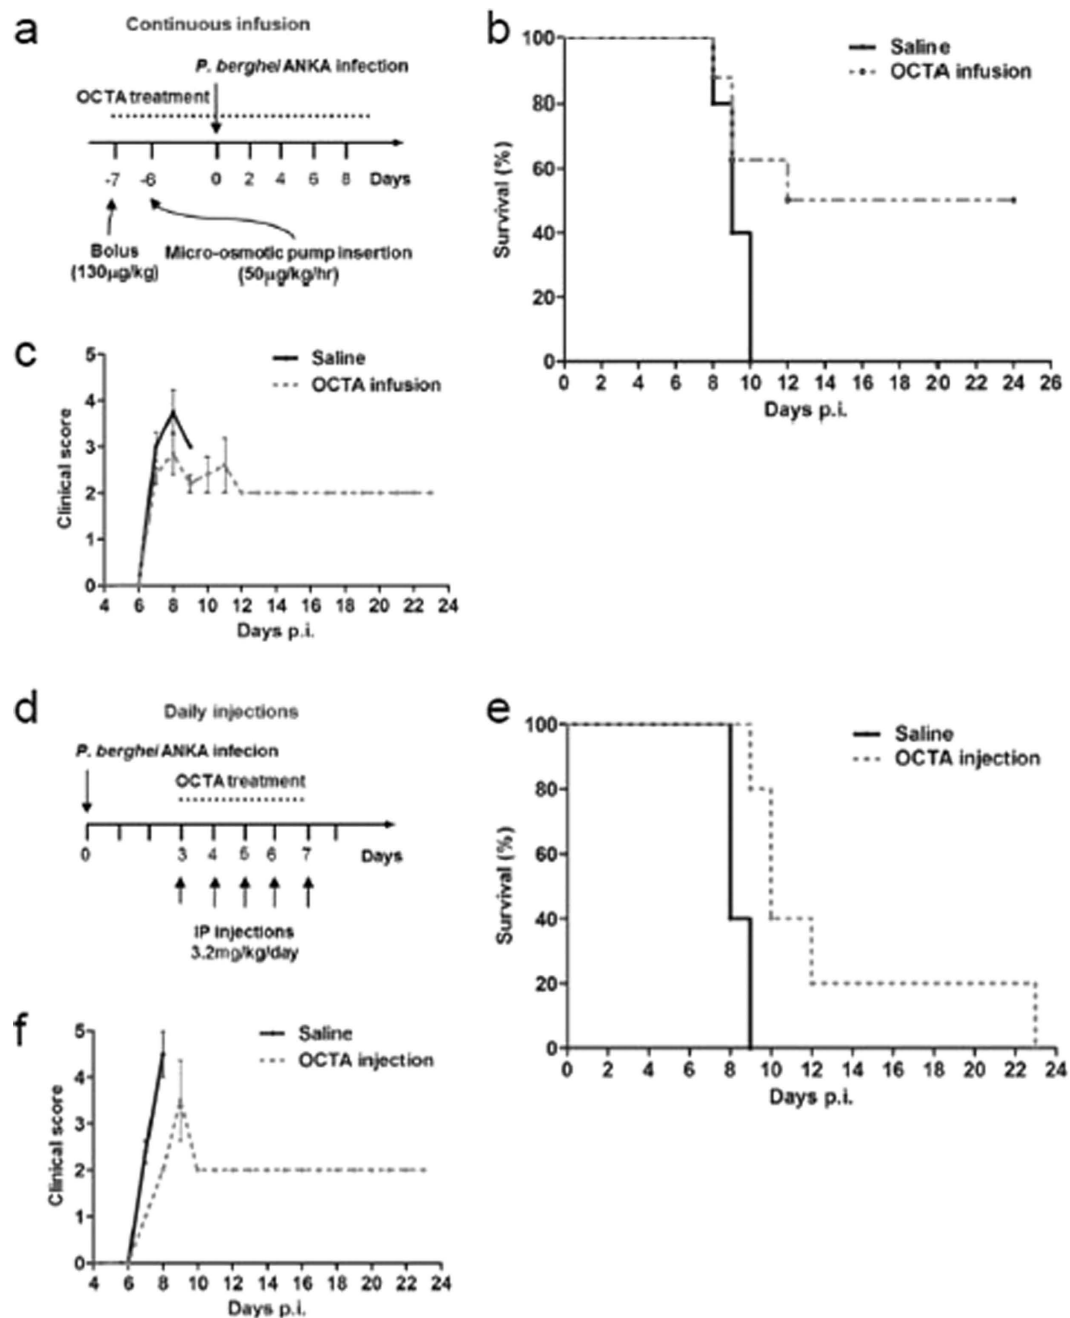 a
Continuous infusion
P. berghei ANKA infection
OCTA treatment
-7 -6 0 2 4 6 8 Days
Bolus
(130µg/kg)
Micro-osmotic pump insertion
(50µg/kg/hr)
b
Saline
OCTA infusion
Survival (%)
100
80
60
40
20
0
0 2 4 6 8 10 12 14 16 18 20 22 24 26
Days p.i.
c
Saline
OCTA infusion
Clinical score
5
4
3
2
1
0
4 6 8 10 12 14 16 18 20 22 24
Days p.i.
d
Daily injections
P. berghei ANKA infecion
OCTA treatment
0 3 4 5 6 7 Days
IP injections
3.2mg/kg/day
e
Saline
OCTA injection
Survival (%)
100
80
60
40
20
0
0 2 4 6 8 10 12 14 16 18 20 22 24
Days p.i.
f
Saline
OCTA injection
Clinical score
5
4
3
2
1
0
4 6 8 10 12 14 16 18 20 22 24
Days p.i.